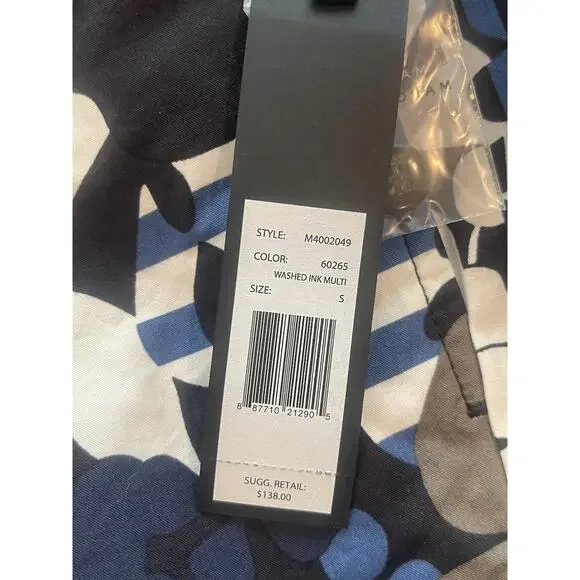 STYLE: M4002049
COLOR: 60265
WASHED INK MULTI
SIZE: S
8 87710 21290 5
SUGG. RETAIL:
$138.00